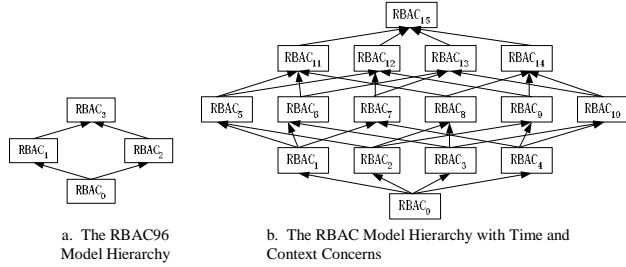 RBAC₁₅
RBAC₁₁ RBAC₁₂ RBAC₁₃ RBAC₁₄
RBAC₃
RBAC₅ RBAC₆ RBAC₇ RBAC₈ RBAC₉ RBAC₁₀
RBAC₁ RBAC₂
RBAC₁ RBAC₂ RBAC₃ RBAC₄
RBAC₀
RBAC₀
a. The RBAC96
Model Hierarchy
b. The RBAC Model Hierarchy with Time and
Context Concerns